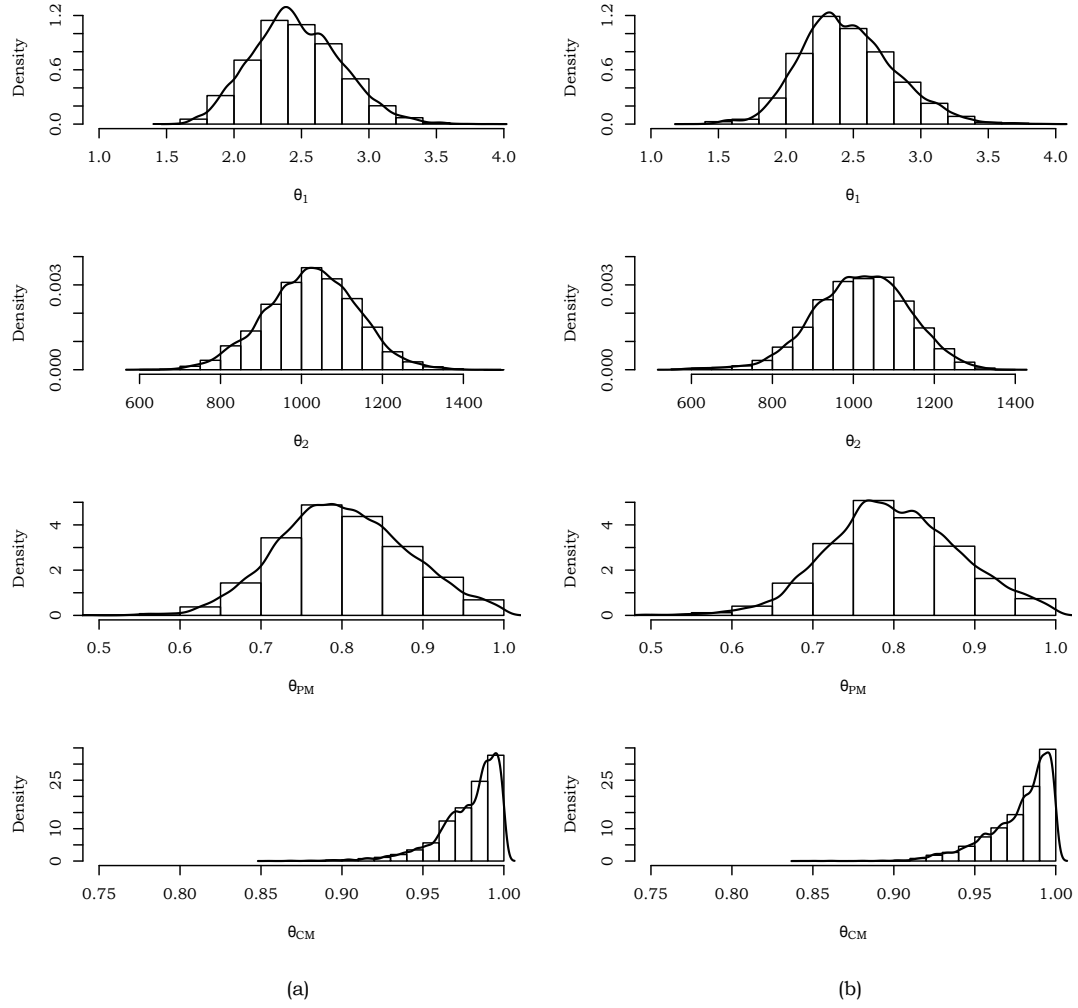 Density
0.0 0.6 1.2
1.0 1.5 2.0 2.5 3.0 3.5 4.0
θ1
Density
0.0 0.6 1.2
1.0 1.5 2.0 2.5 3.0 3.5 4.0
θ1
Density
0.000 0.003
600 800 1000 1200 1400
θ2
Density
0.000 0.003
600 800 1000 1200 1400
θ2
Density
0 2 4
0.5 0.6 0.7 0.8 0.9 1.0
θPM
Density
0 2 4
0.5 0.6 0.7 0.8 0.9 1.0
θPM
Density
0 10 25
0.75 0.80 0.85 0.90 0.95 1.00
θCM
Density
0 10 25
0.75 0.80 0.85 0.90 0.95 1.00
θCM
(a)
(b)